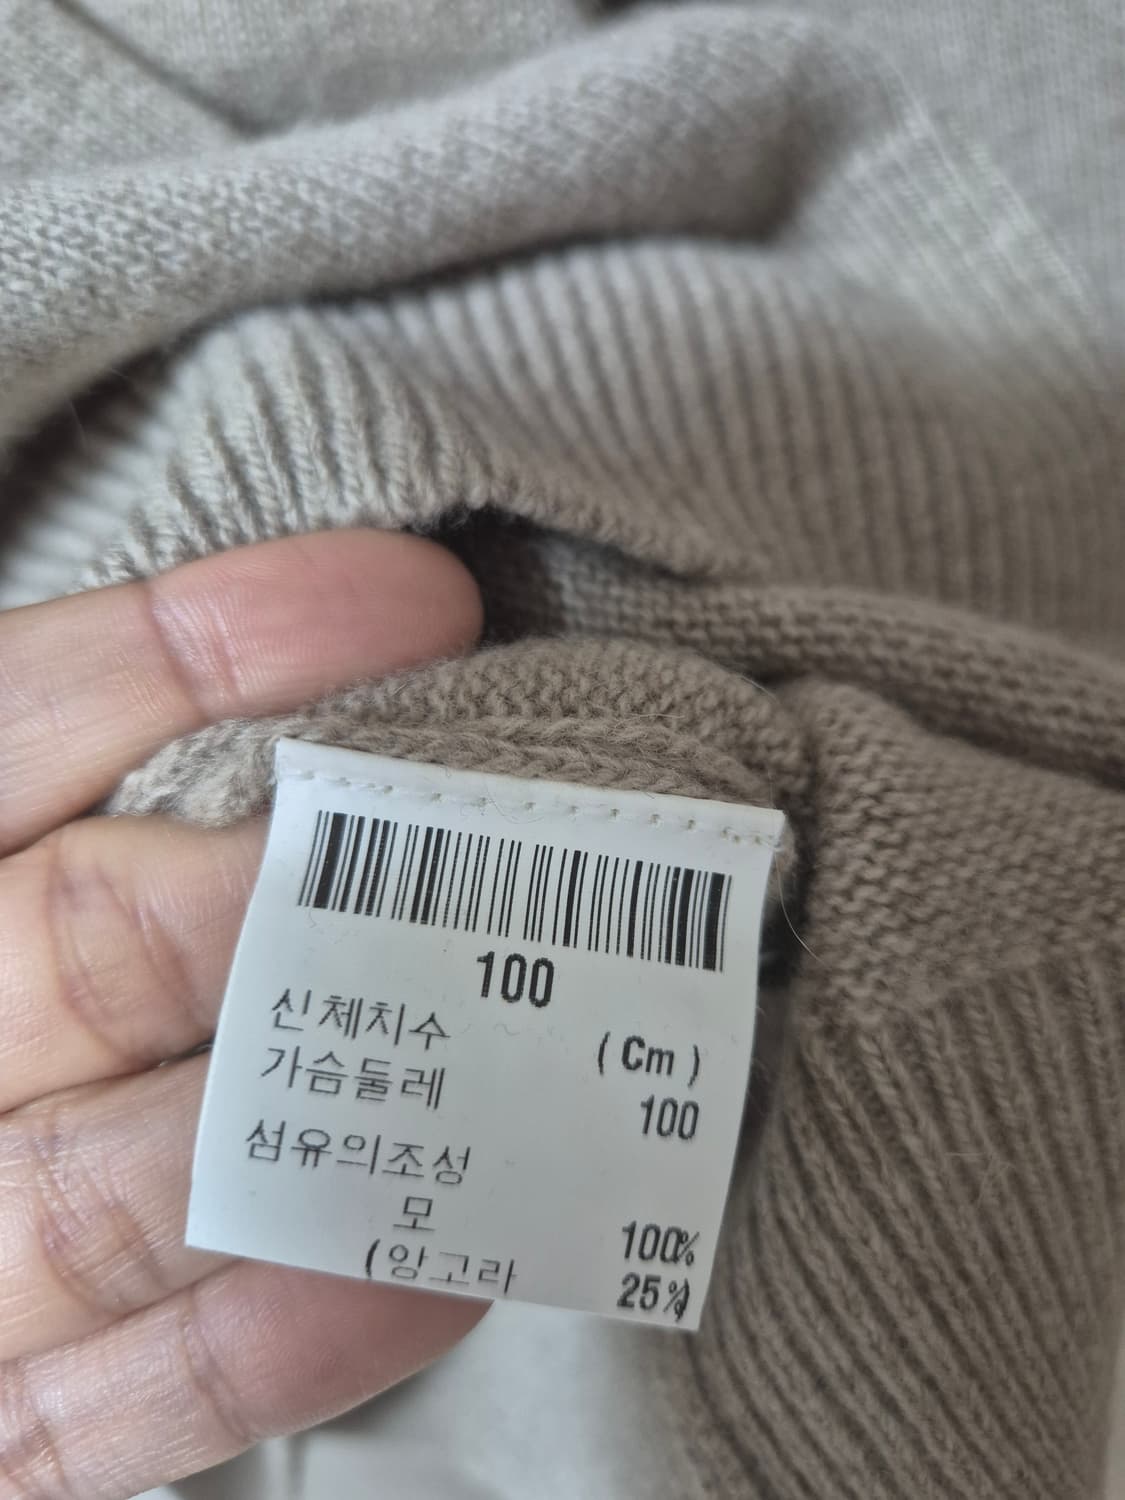 100
신체치수 (Cm)
가슴둘레 100
섬유의조성
모 100%
(앙고라 25%)